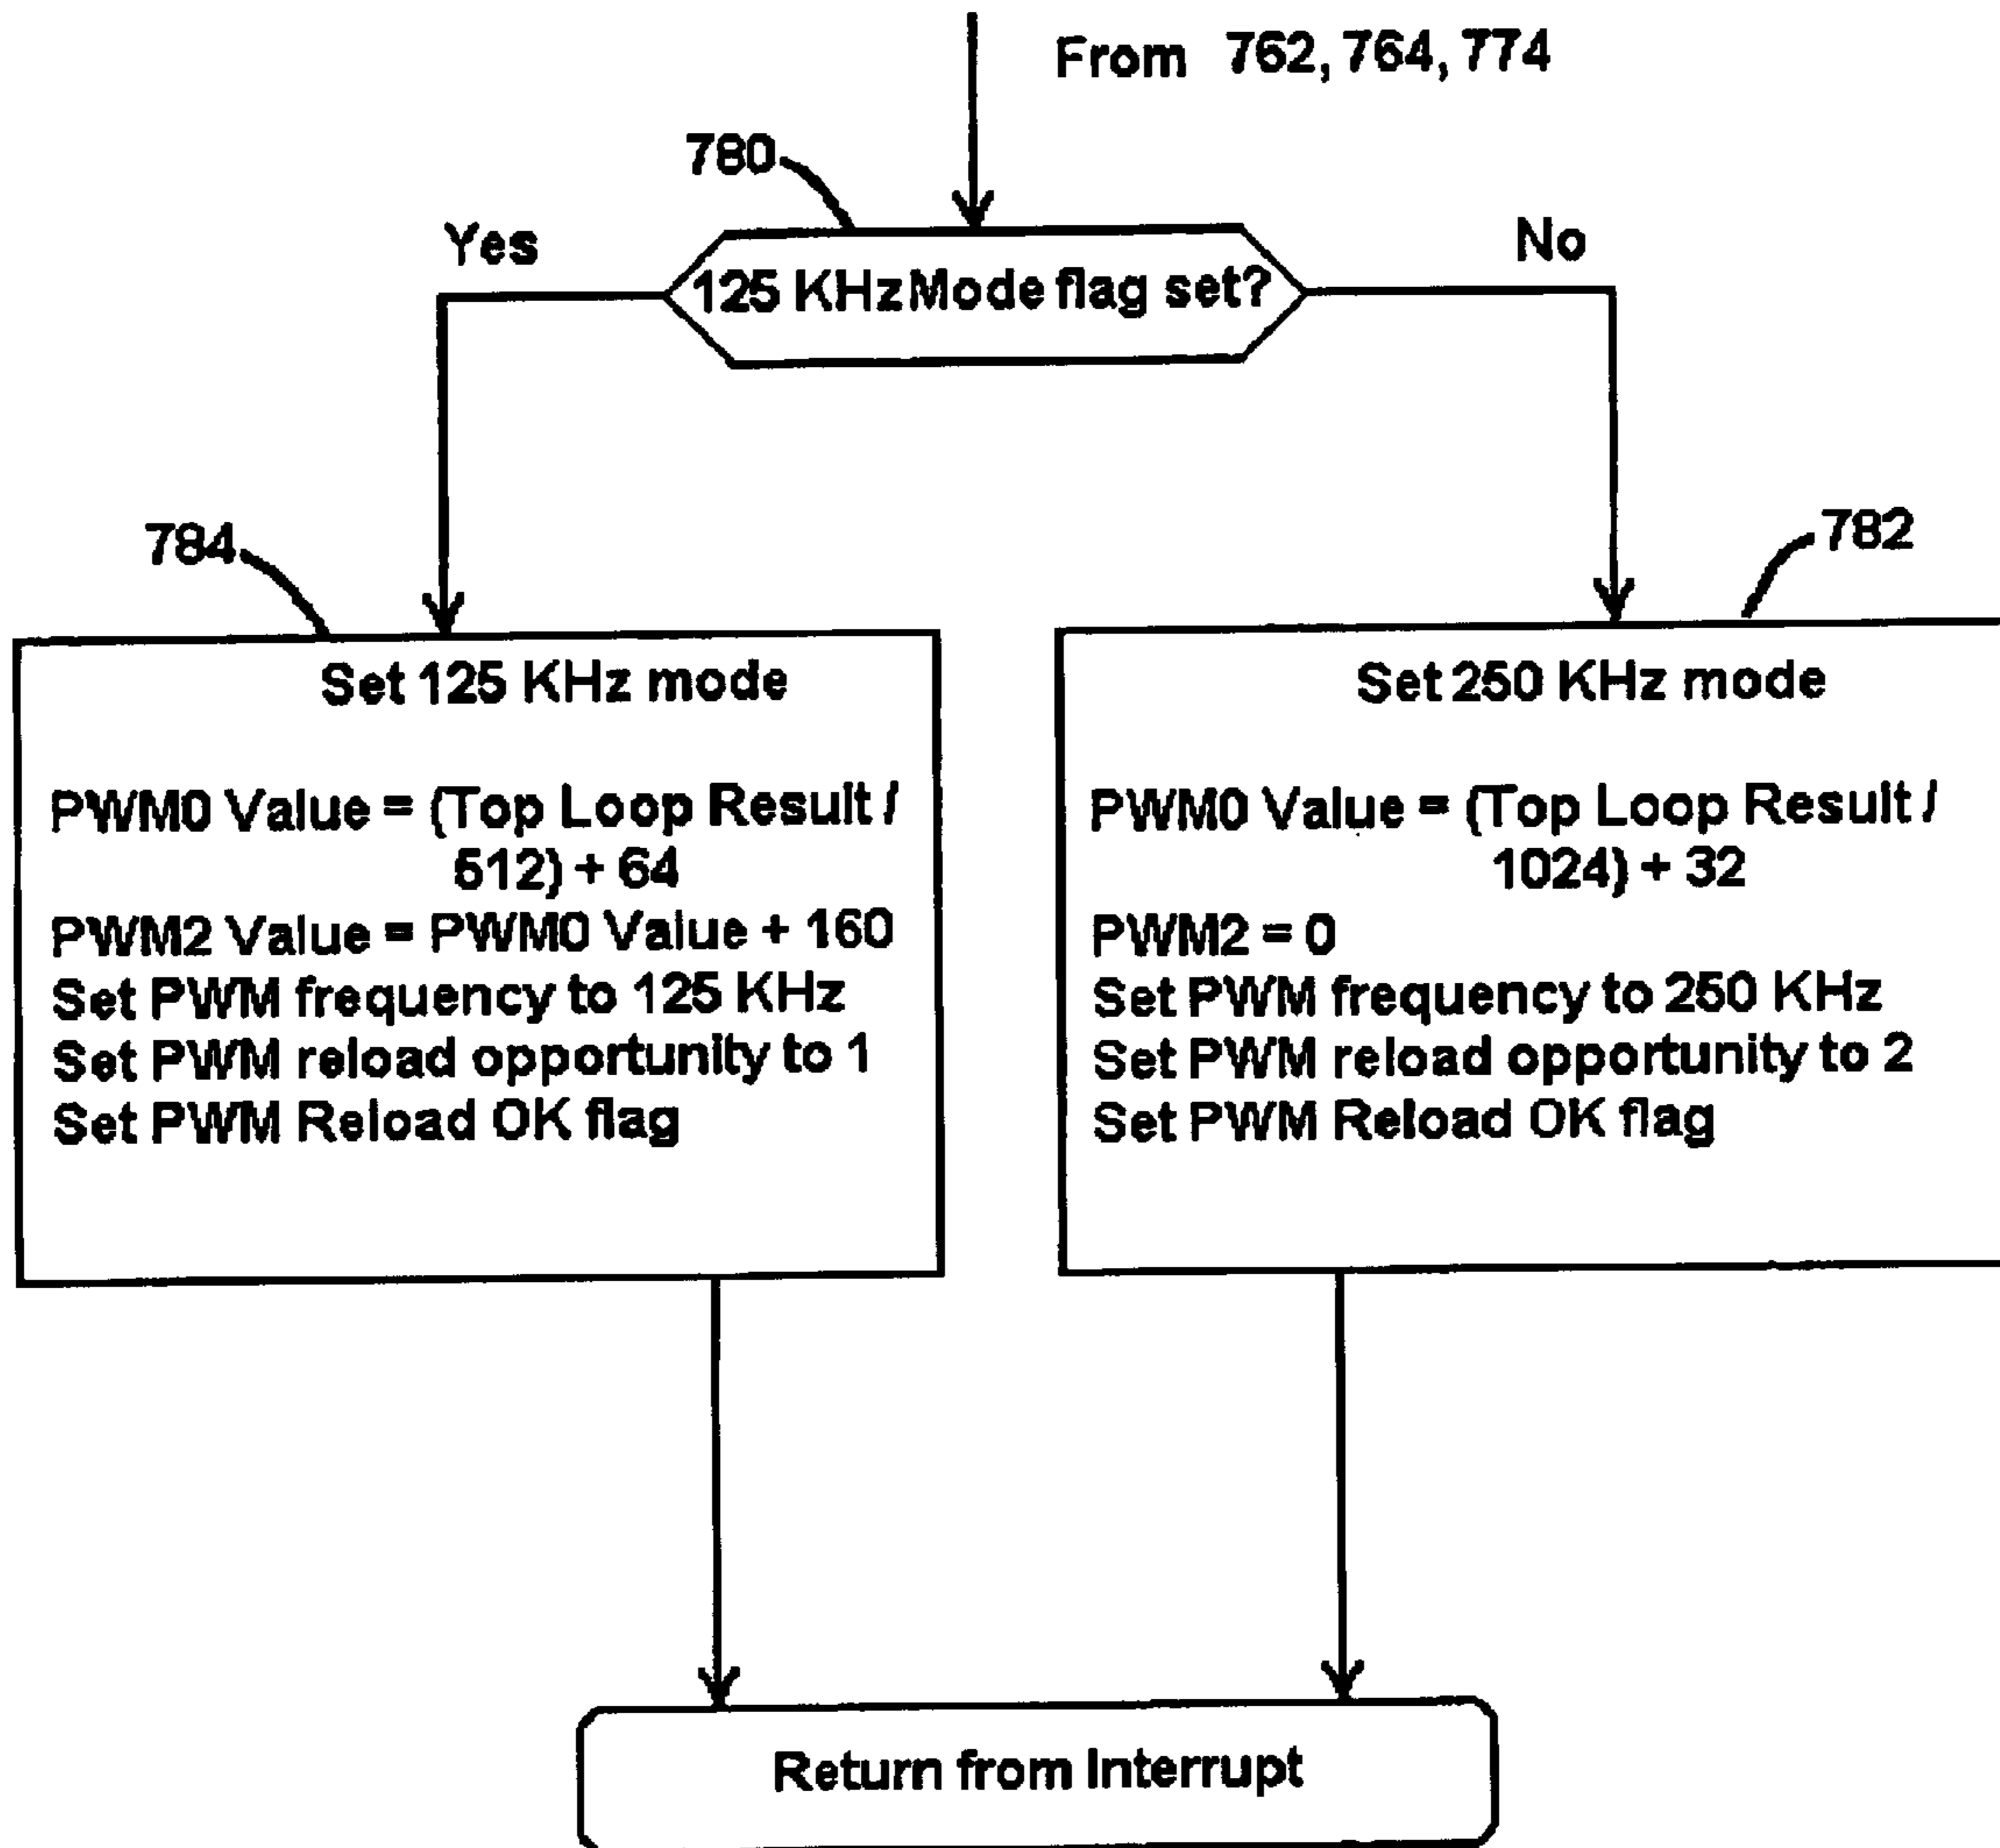 From 762, 764, 774
780
Yes
No
125 KHz Mode flag set?
784
782
Set 125 KHz mode
PWM0 Value = (Top Loop Result /
512) + 64
PWM2 Value = PWM0 Value + 160
Set PWM frequency to 125 KHz
Set PWM reload opportunity to 1
Set PWM Reload OK flag
Set 250 KHz mode
PWM0 Value = (Top Loop Result /
1024) + 32
PWM2 = 0
Set PWM frequency to 250 KHz
Set PWM reload opportunity to 2
Set PWM Reload OK flag
Return from Interrupt